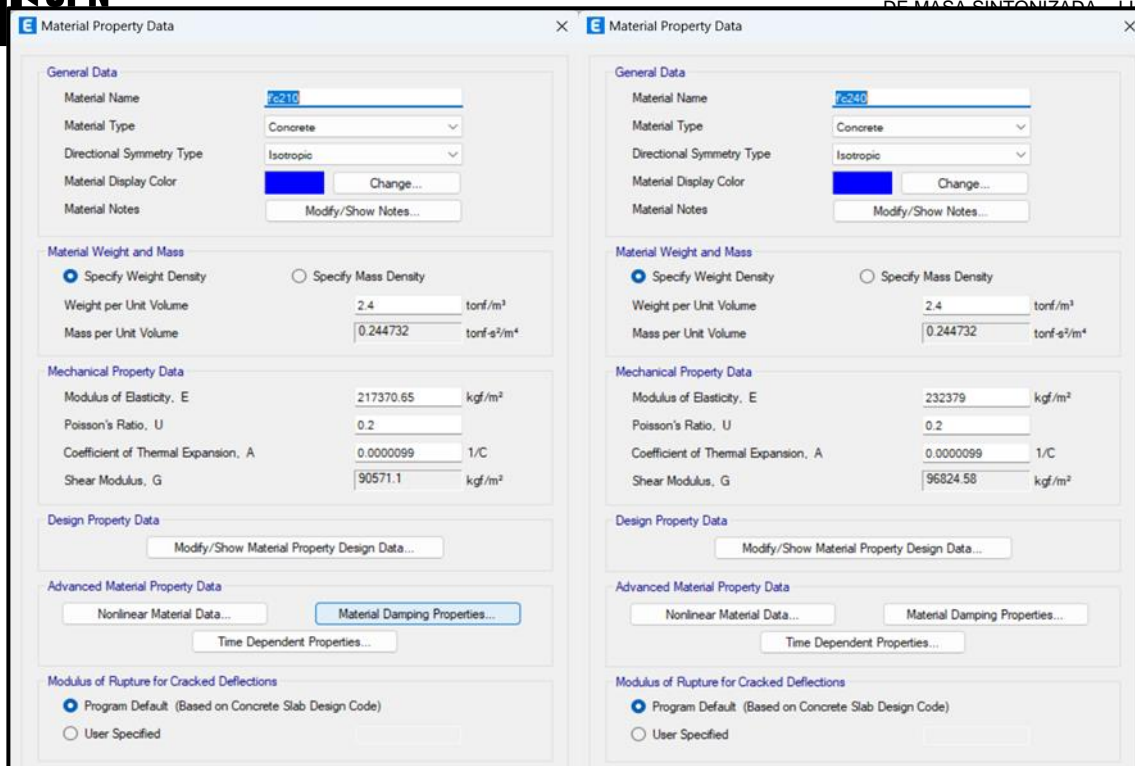 UPN
DE MASA SINTONIZADA
Material Property Data
General Data
Material Name f'c210
Material Type Concrete
Directional Symmetry Type Isotropic
Material Display Color Change...
Material Notes Modify/Show Notes...
Material Weight and Mass
Specify Weight Density Specify Mass Density
Weight per Unit Volume 2.4 tonf/m³
Mass per Unit Volume 0.244732 tonf-s²/m⁴
Mechanical Property Data
Modulus of Elasticity, E 217370.65 kgf/m²
Poisson's Ratio, U 0.2
Coefficient of Thermal Expansion, A 0.0000099 1/C
Shear Modulus, G 90571.1 kgf/m²
Design Property Data
Modify/Show Material Property Design Data...
Advanced Material Property Data
Nonlinear Material Data... Material Damping Properties...
Time Dependent Properties...
Modulus of Rupture for Cracked Deflections
Program Default (Based on Concrete Slab Design Code)
User Specified
Material Property Data
General Data
Material Name f'c240
Material Type Concrete
Directional Symmetry Type Isotropic
Material Display Color Change...
Material Notes Modify/Show Notes...
Material Weight and Mass
Specify Weight Density Specify Mass Density
Weight per Unit Volume 2.4 tonf/m³
Mass per Unit Volume 0.244732 tonf-s²/m⁴
Mechanical Property Data
Modulus of Elasticity, E 232379 kgf/m²
Poisson's Ratio, U 0.2
Coefficient of Thermal Expansion, A 0.0000099 1/C
Shear Modulus, G 96824.58 kgf/m²
Design Property Data
Modify/Show Material Property Design Data...
Advanced Material Property Data
Nonlinear Material Data... Material Damping Properties...
Time Dependent Properties...
Modulus of Rupture for Cracked Deflections
Program Default (Based on Concrete Slab Design Code)
User Specified